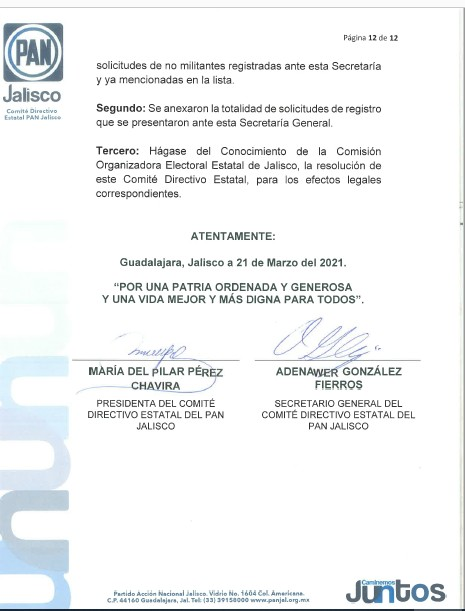 Página 12 de 12
PAN
Jalisco
Comité Directivo
Estatal PAN Jalisco
solicitudes de no militantes registradas ante esta Secretaría
y ya mencionadas en la lista.
Segundo: Se anexaron la totalidad de solicitudes de registro
que se presentaron ante esta Secretaría General.
Tercero: Hágase del Conocimiento de la Comisión
Organizadora Electoral Estatal de Jalisco, la resolución de
este Comité Directivo Estatal, para los efectos legales
correspondientes.
ATENTAMENTE:
Guadalajara, Jalisco a 21 de Marzo del 2021.
“POR UNA PATRIA ORDENADA Y GENEROSA
Y UNA VIDA MEJOR Y MÁS DIGNA PARA TODOS”.
MARÍA DEL PILAR PÉREZ
CHAVIRA
PRESIDENTA DEL COMITÉ
DIRECTIVO ESTATAL DEL PAN
JALISCO
ADENAWER GONZÁLEZ
FIERROS
SECRETARIO GENERAL DEL
COMITÉ DIRECTIVO ESTATAL DEL
PAN JALISCO
Partido Acción Nacional Jalisco. Vidrio No. 1604 Col. Americana.
C.P. 44160 Guadalajara, Jal. Tel: (33) 39158000 www.panjal.org.mx
Caminemos
Juntos